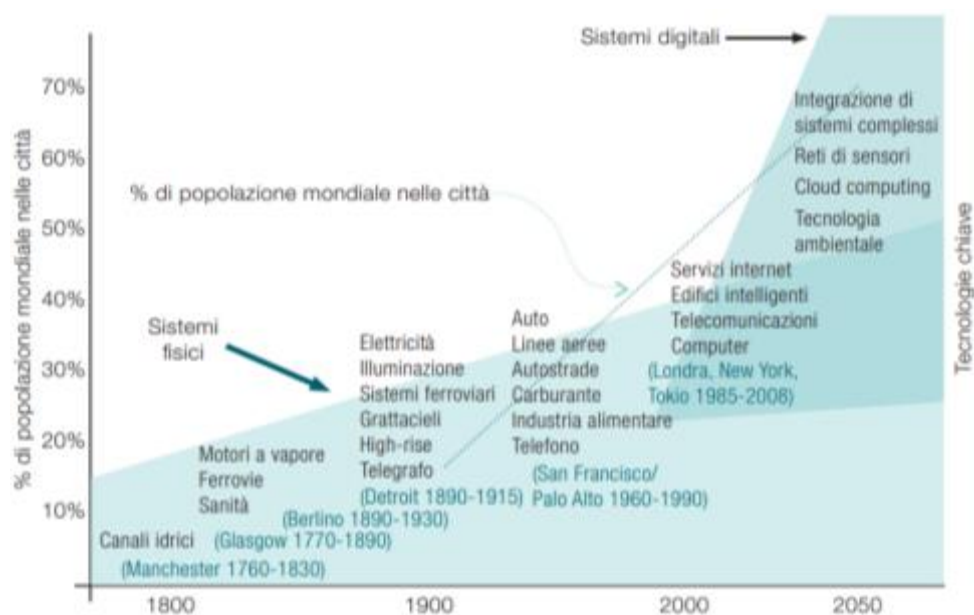 Sistemi digitali
70%
60%
50%
40%
30%
20%
10%
% di popolazione mondiale nelle città
% di popolazione mondiale nelle città
Sistemi
fisici
Canali idrici
(Manchester 1760-1830)
Motori a vapore
Ferrovie
Sanità
(Glasgow 1770-1890)
(Berlino 1890-1930)
Elettricità
Illuminazione
Sistemi ferroviari
Grattacieli
High-rise
Telegrafo
(Detroit 1890-1915)
Auto
Linee aeree
Autostrade
Carburante
Industria alimentare
Telefono
(San Francisco/
Palo Alto 1960-1990)
Servizi internet
Edifici intelligenti
Telecomunicazioni
Computer
(Londra, New York,
Tokio 1985-2008)
Integrazione di
sistemi complessi
Reti di sensori
Cloud computing
Tecnologia
ambientale
Tecnologie chiave
1800
1900
2000
2050